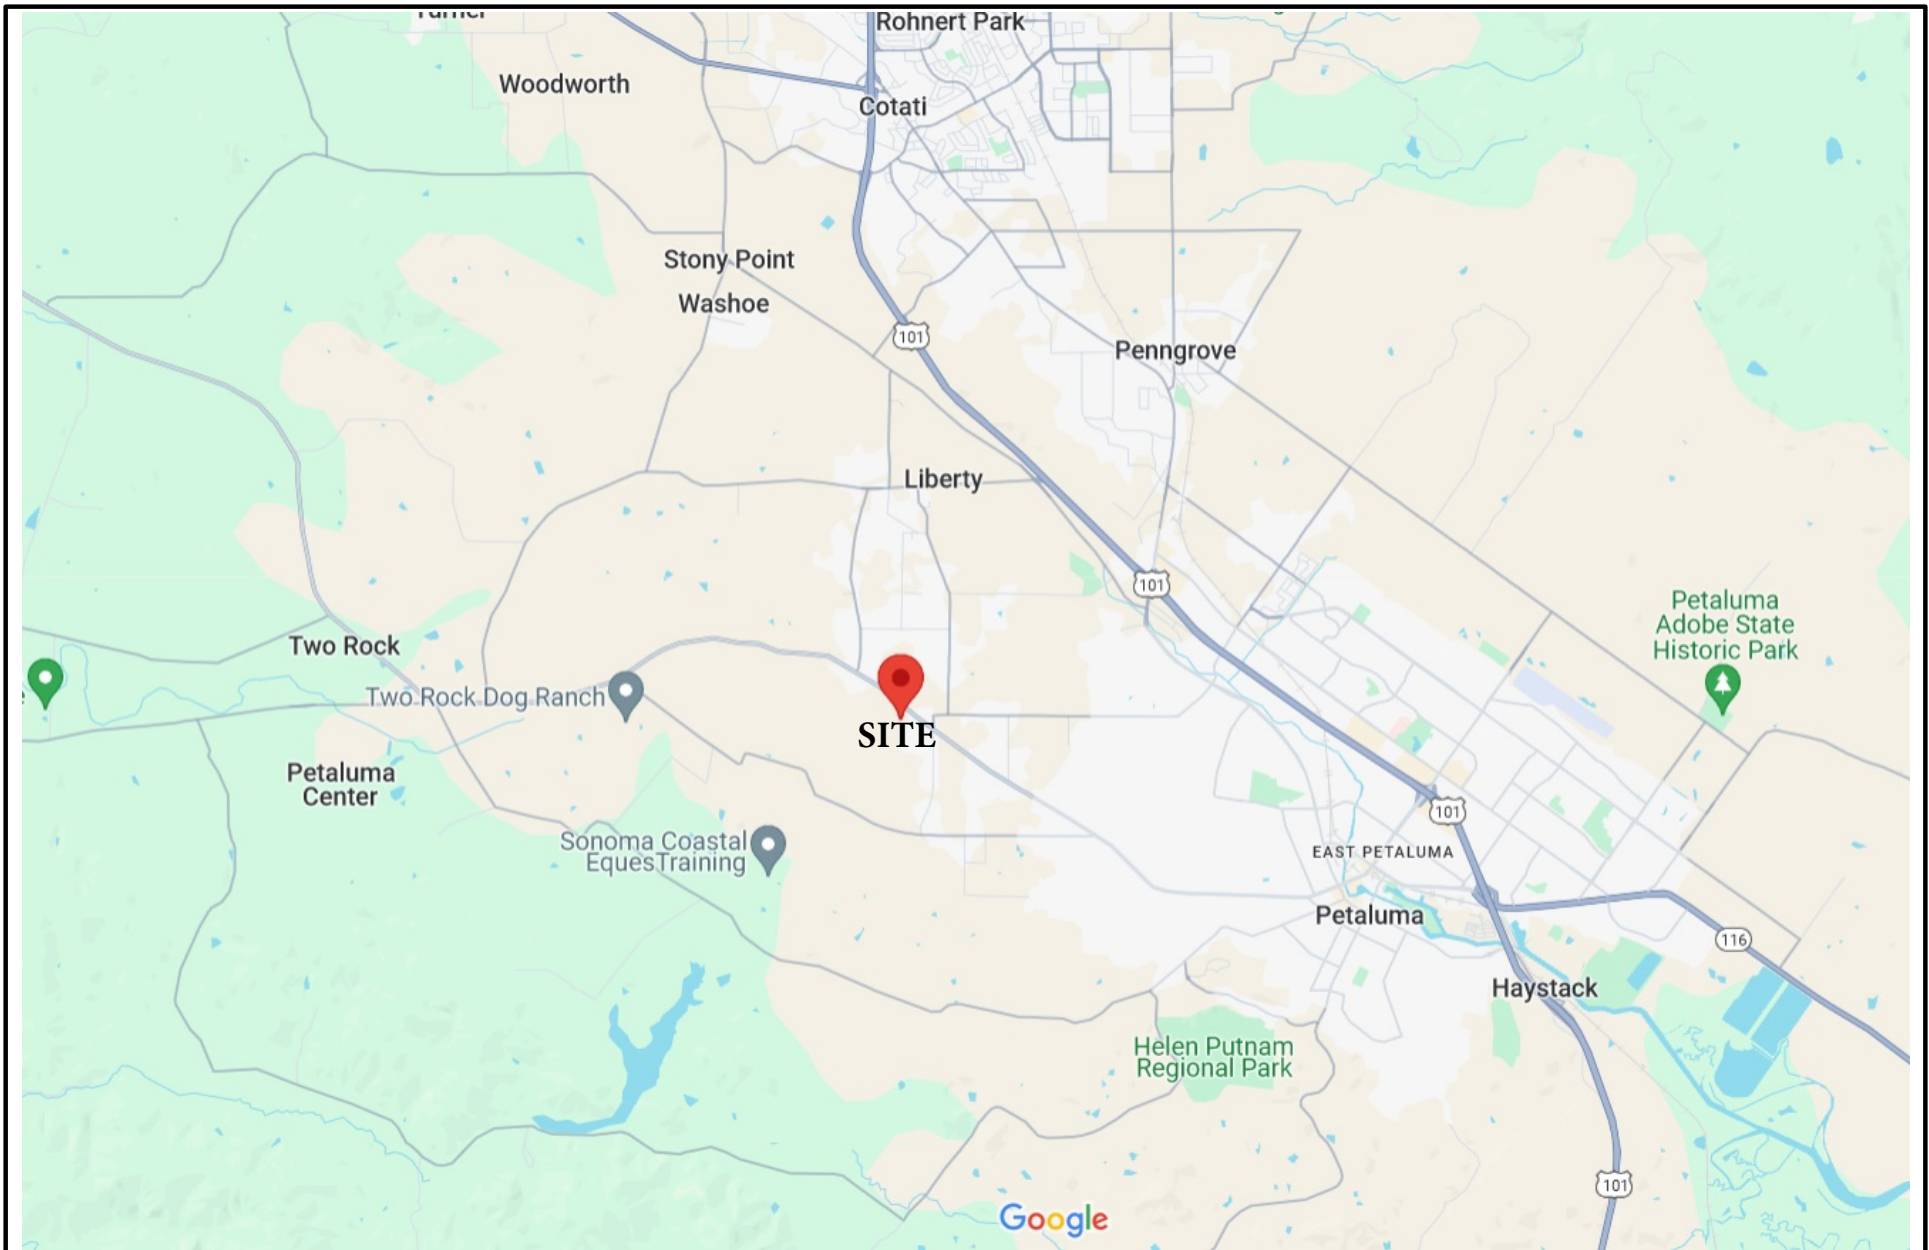 Turner
Rohnert Park
Woodworth
Cotati
Stony Point
Washoe
101
Penngrove
Liberty
101
Petaluma
Adobe State
Historic Park
Two Rock
Two Rock Dog Ranch
SITE
Petaluma
Center
101
Sonoma Coastal
EquesTraining
EAST PETALUMA
Petaluma
116
Haystack
Helen Putnam
Regional Park
101
Google